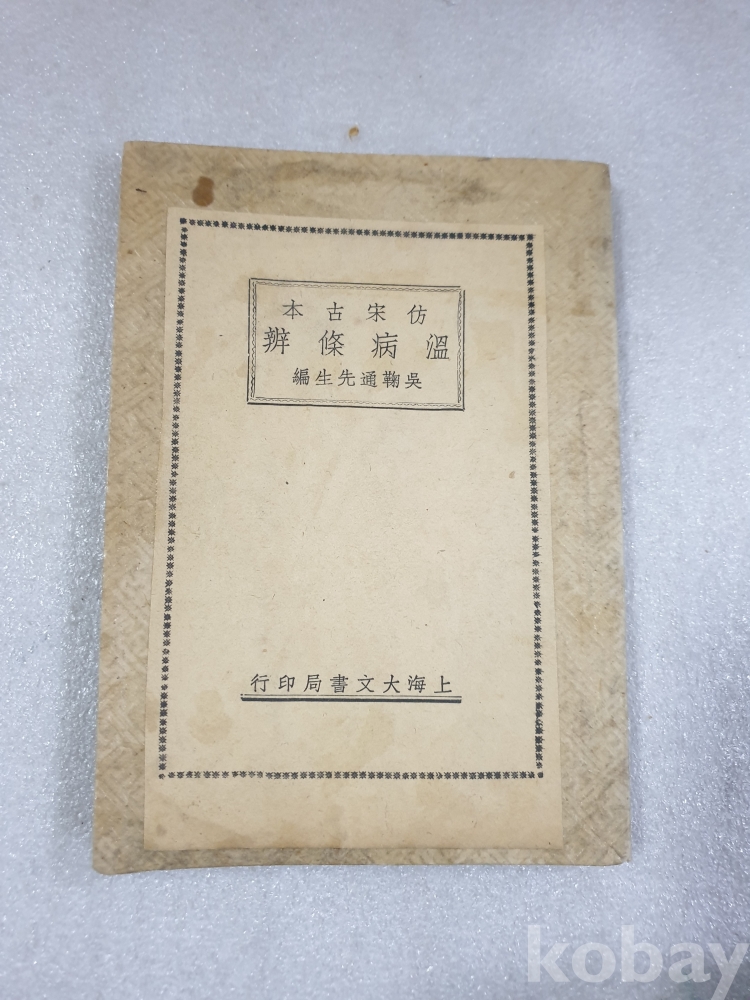 仿宋古本
溫病條辨
吳鞠通先生編
上海大文書局印行
kobay